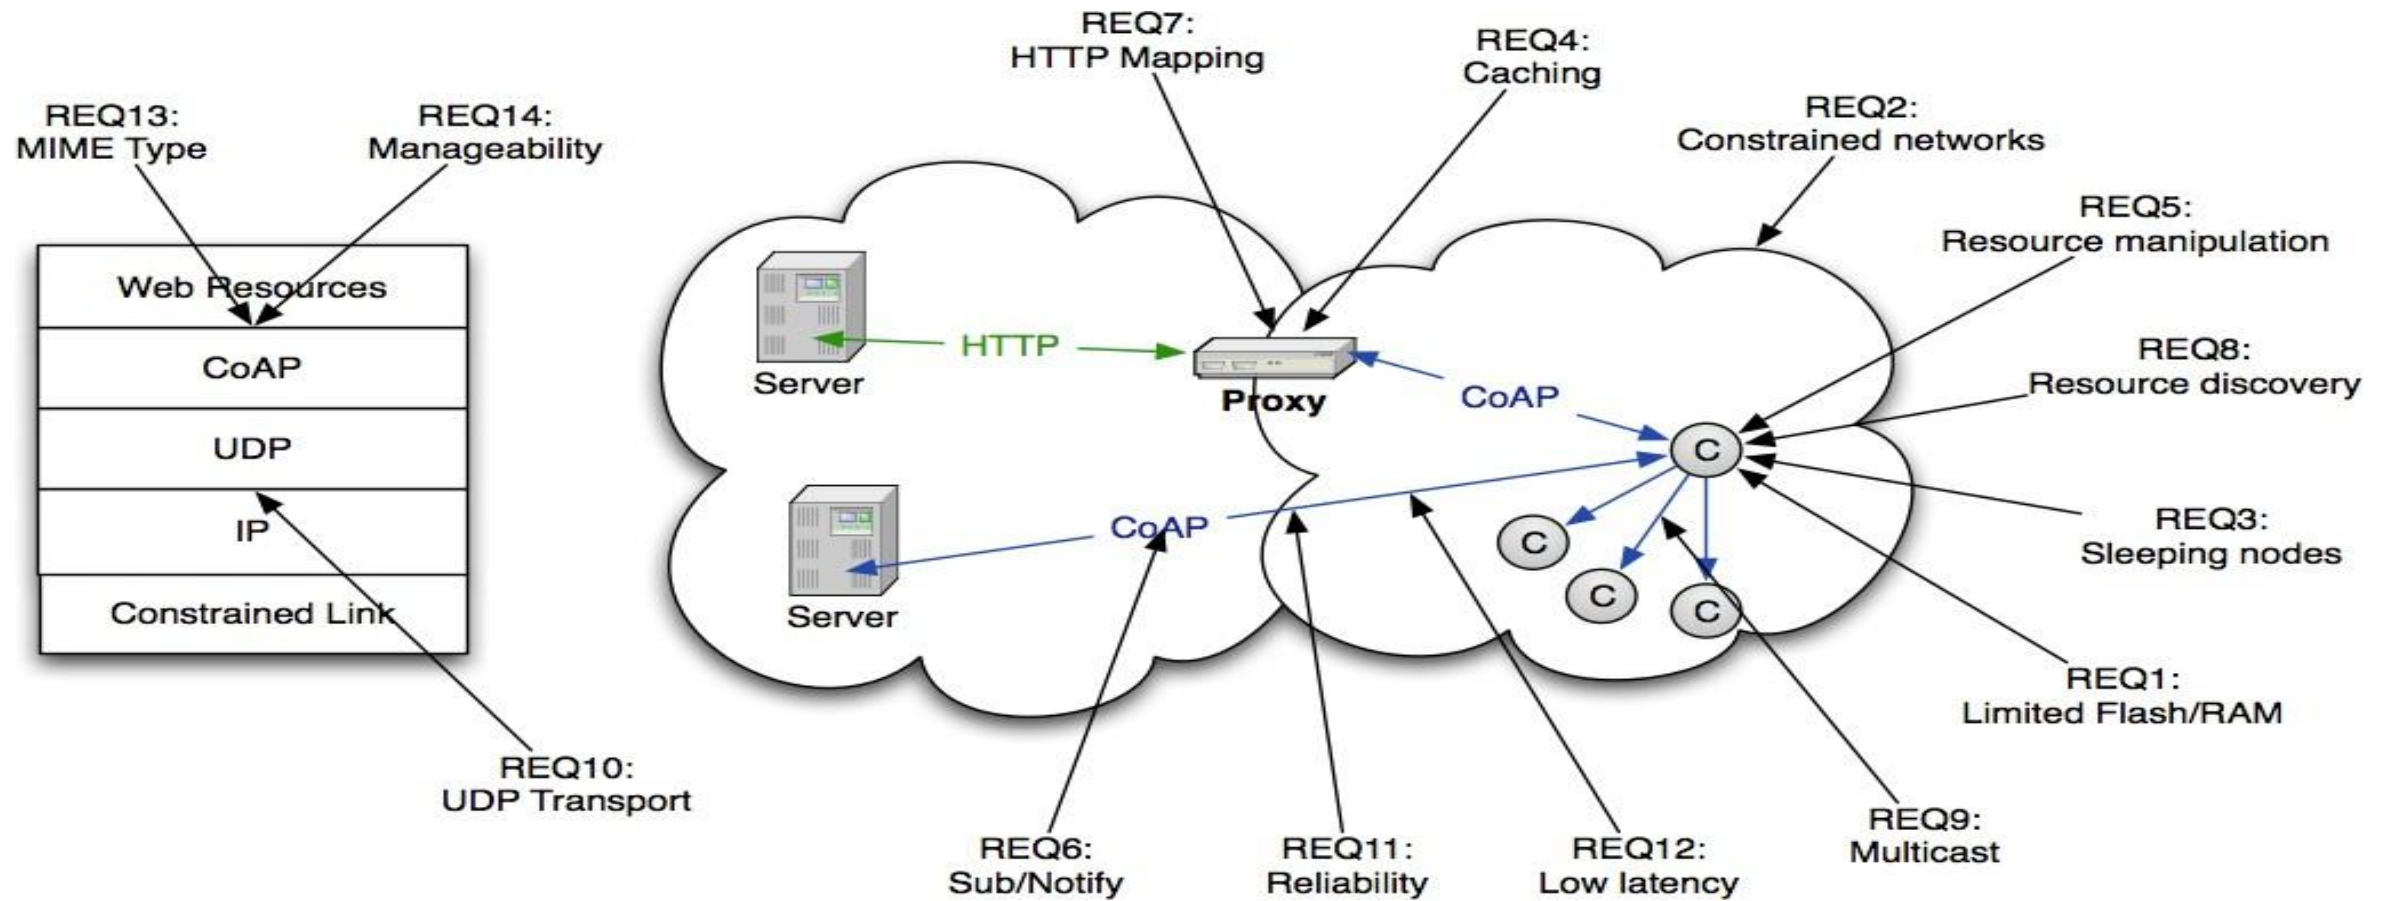 REQ7:
HTTP Mapping
REQ4:
Caching
REQ13:
MIME Type
REQ14:
Manageability
REQ2:
Constrained networks
REQ5:
Resource manipulation
Web Resources
CoAP
UDP
IP
Constrained Link
Server
HTTP
Proxy
CoAP
REQ8:
Resource discovery
C
CoAP
Server
C
C
C
REQ3:
Sleeping nodes
REQ1:
Limited Flash/RAM
REQ10:
UDP Transport
REQ6:
Sub/Notify
REQ11:
Reliability
REQ12:
Low latency
REQ9:
Multicast